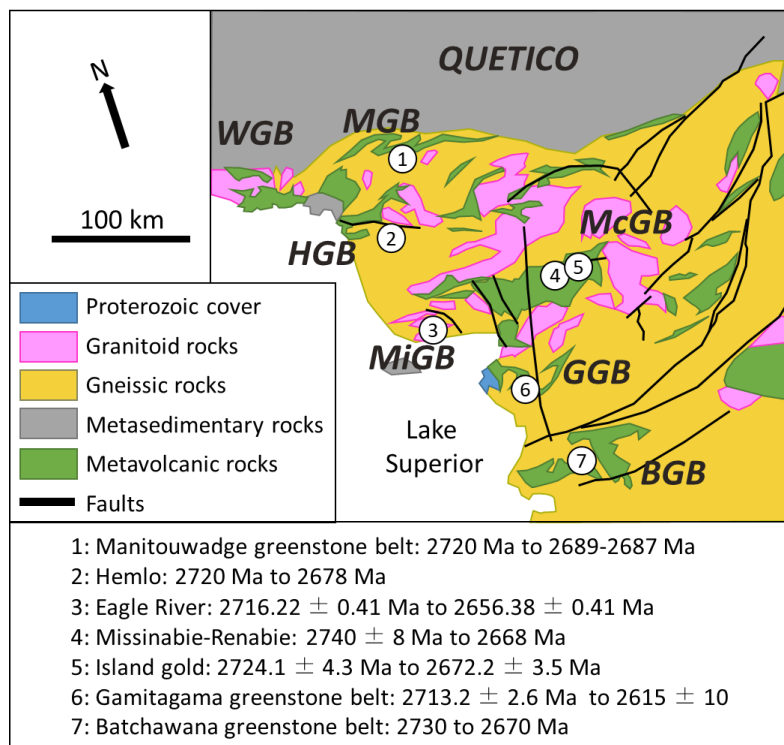 N
QUETICO
WGB
MGB
1
100 km
HGB
2
McGB
4
5
3
MiGB
6
GGB
Lake
Superior
7
BGB
Proterozoic cover
Granitoid rocks
Gneissic rocks
Metasedimentary rocks
Metavolcanic rocks
Faults
1: Manitouwadge greenstone belt: 2720 Ma to 2689-2687 Ma
2: Hemlo: 2720 Ma to 2678 Ma
3: Eagle River: 2716.22 ± 0.41 Ma to 2656.38 ± 0.41 Ma
4: Missinabie-Renabie: 2740 ± 8 Ma to 2668 Ma
5: Island gold: 2724.1 ± 4.3 Ma to 2672.2 ± 3.5 Ma
6: Gamitagama greenstone belt: 2713.2 ± 2.6 Ma to 2615 ± 10
7: Batchawana greenstone belt: 2730 to 2670 Ma